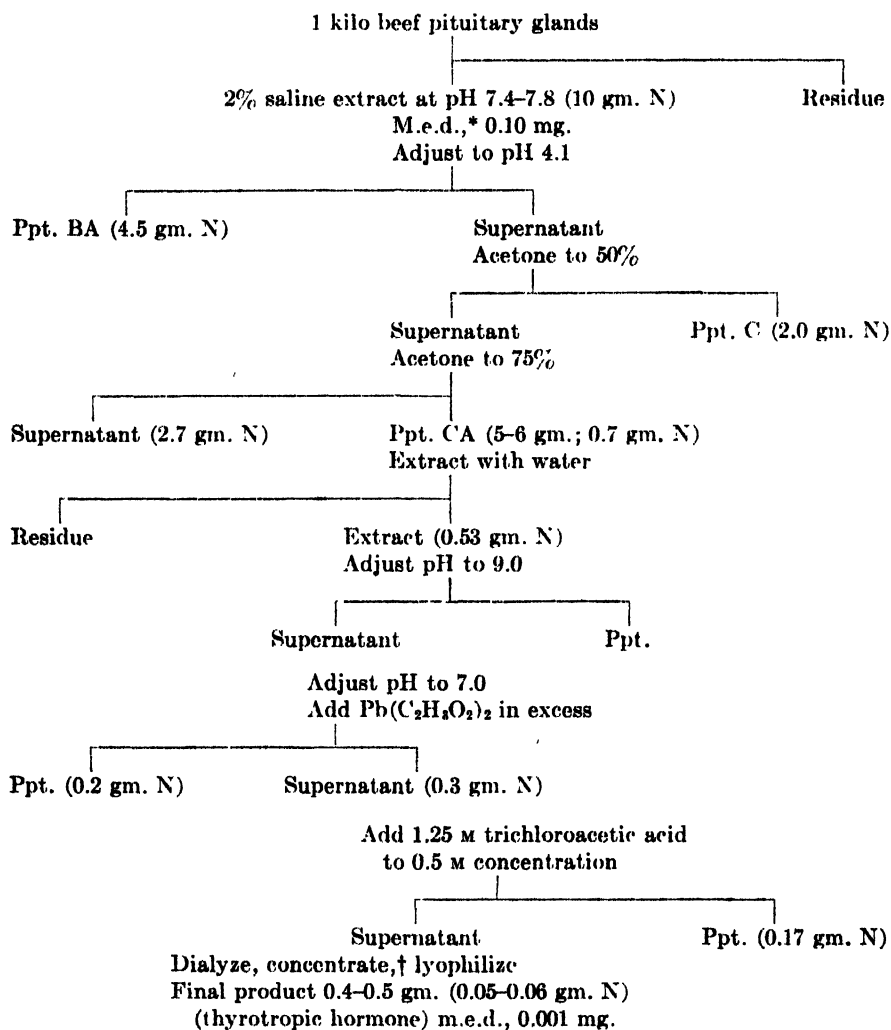 1 kilo beef pituitary glands
2% saline extract at pH 7.4–7.8 (10 gm. N) Residue
M.e.d.,* 0.10 mg.
Adjust to pH 4.1
Ppt. BA (4.5 gm. N) Supernatant
Acetone to 50%
Supernatant Ppt. C (2.0 gm. N)
Acetone to 75%
Supernatant (2.7 gm. N) Ppt. CA (5–6 gm.; 0.7 gm. N)
Extract with water
Residue Extract (0.53 gm. N)
Adjust pH to 9.0
Supernatant Ppt.
Adjust pH to 7.0
Add Pb(C₂H₃O₂)₂ in excess
Ppt. (0.2 gm. N) Supernatant (0.3 gm. N)
Add 1.25 M trichloroacetic acid
to 0.5 M concentration
Supernatant Ppt. (0.17 gm. N)
Dialyze, concentrate,† lyophilize
Final product 0.4–0.5 gm. (0.05–0.06 gm. N)
(thyrotropic hormone) m.e.d., 0.001 mg.